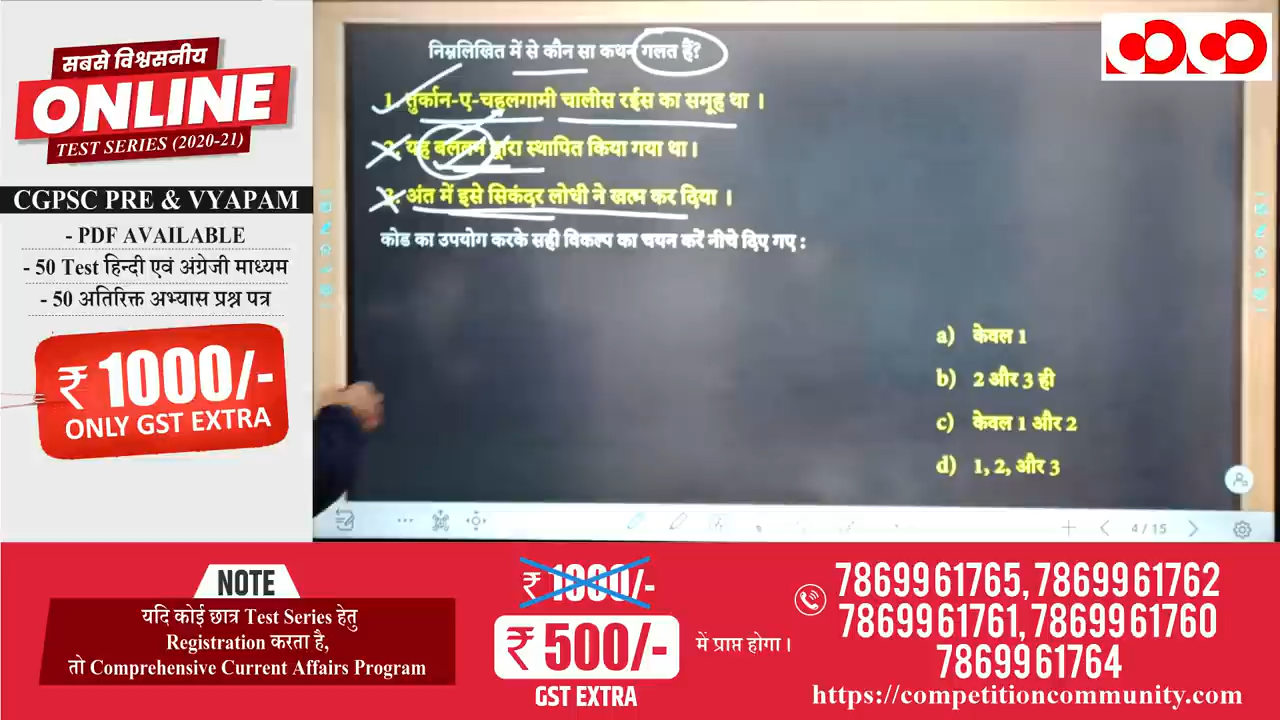 सबसे विश्वसनीय
ONLINE
TEST SERIES (2020-21)
CGPSC PRE & VYAPAM
- PDF AVAILABLE
- 50 Test हिन्दी एवं अंग्रेजी माध्यम
- 50 अतिरिक्त अभ्यास प्रश्न पत्र
₹ 1000/-
ONLY GST EXTRA
निम्नलिखित में से कौन सा कथन गलत हैं?
1. तुर्कान-ए-चहलगामी चालीस रईस का समूह था ।
2. यह बलबन द्वारा स्थापित किया गया था।
3. अंत में इसे सिकंदर लोधी ने खत्म कर दिया ।
कोड का उपयोग करके सही विकल्प का चयन करें नीचे दिए गए :
a) केवल 1
b) 2 और 3 ही
c) केवल 1 और 2
d) 1, 2, और 3
4 / 15
NOTE
यदि कोई छात्र Test Series हेतु
Registration करता है,
तो Comprehensive Current Affairs Program
₹ 1000/-
₹ 500/- में प्राप्त होगा।
GST EXTRA
7869961765, 7869961762
7869961761, 7869961760
7869961764
https://competitioncommunity.com